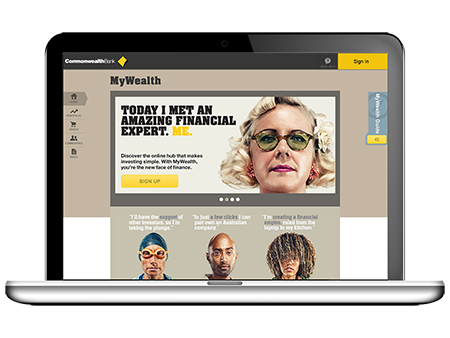 CommonwealthBank
Sign In
MyWealth
TODAY I MET AN
AMAZING FINANCIAL
EXPERT. ME.
Discover the online hub that makes
investing simple. With MyWealth,
you're the new face of finance.
SIGN UP
MyWealth Guide
"I'll have the support of
other investors, so I'm
taking the plunge."
"In just a few clicks I can
part own an Australian
company."
"I'm creating a financial
empire, ruled from the
laptop in my kitchen.